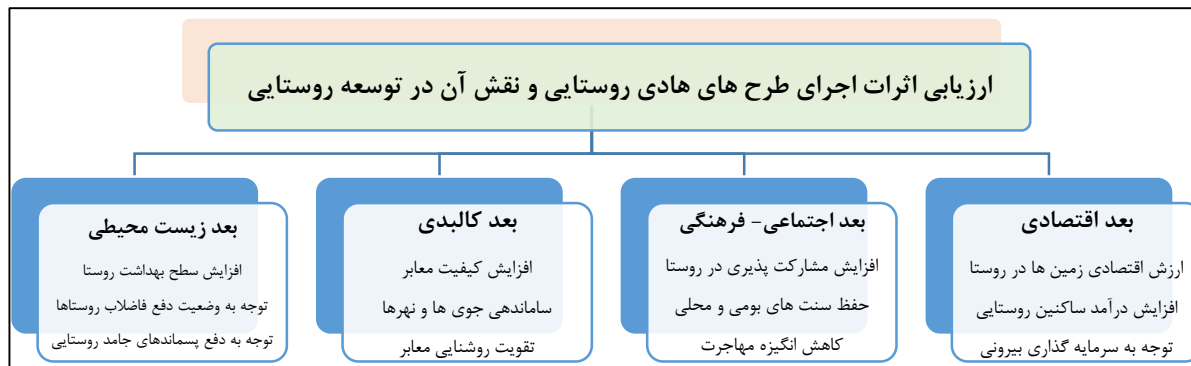 ارزیابی اثرات اجرای طرح های هادی روستایی و نقش آن در توسعه روستایی
بعد اقتصادی
ارزش اقتصادی زمین ها در روستا
افزایش درآمد ساکنین روستایی
توجه به سرمایه گذاری بیرونی
بعد اجتماعی- فرهنگی
افزایش مشارکت پذیری در روستا
حفظ سنت های بومی و محلی
کاهش انگیزه مهاجرت
بعد کالبدی
افزایش کیفیت معابر
ساماندهی جوی ها و نهرها
تقویت روشنایی معابر
بعد زیست محیطی
افزایش سطح بهداشت روستا
توجه به وضعیت دفع فاضلاب روستاها
توجه به دفع پسماندهای جامد روستایی